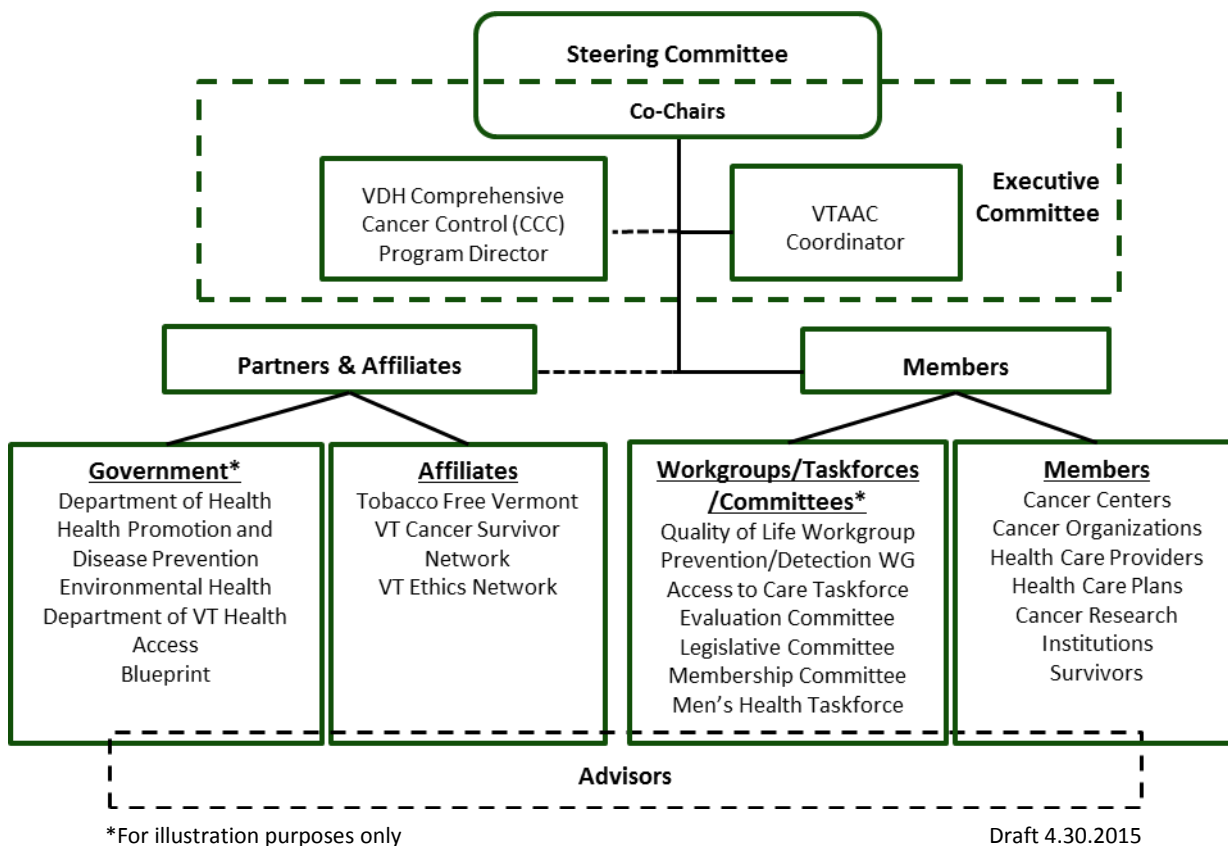 Steering Committee
Co-Chairs
Executive
Committee
VDH Comprehensive
Cancer Control (CCC)
Program Director
VTAAC
Coordinator
Partners & Affiliates
Members
Government*
Department of Health
Health Promotion and
Disease Prevention
Environmental Health
Department of VT Health
Access
Blueprint
Affiliates
Tobacco Free Vermont
VT Cancer Survivor
Network
VT Ethics Network
Workgroups/Taskforces
/Committees*
Quality of Life Workgroup
Prevention/Detection WG
Access to Care Taskforce
Evaluation Committee
Legislative Committee
Membership Committee
Men’s Health Taskforce
Members
Cancer Centers
Cancer Organizations
Health Care Providers
Health Care Plans
Cancer Research
Institutions
Survivors
Advisors
*For illustration purposes only
Draft 4.30.2015